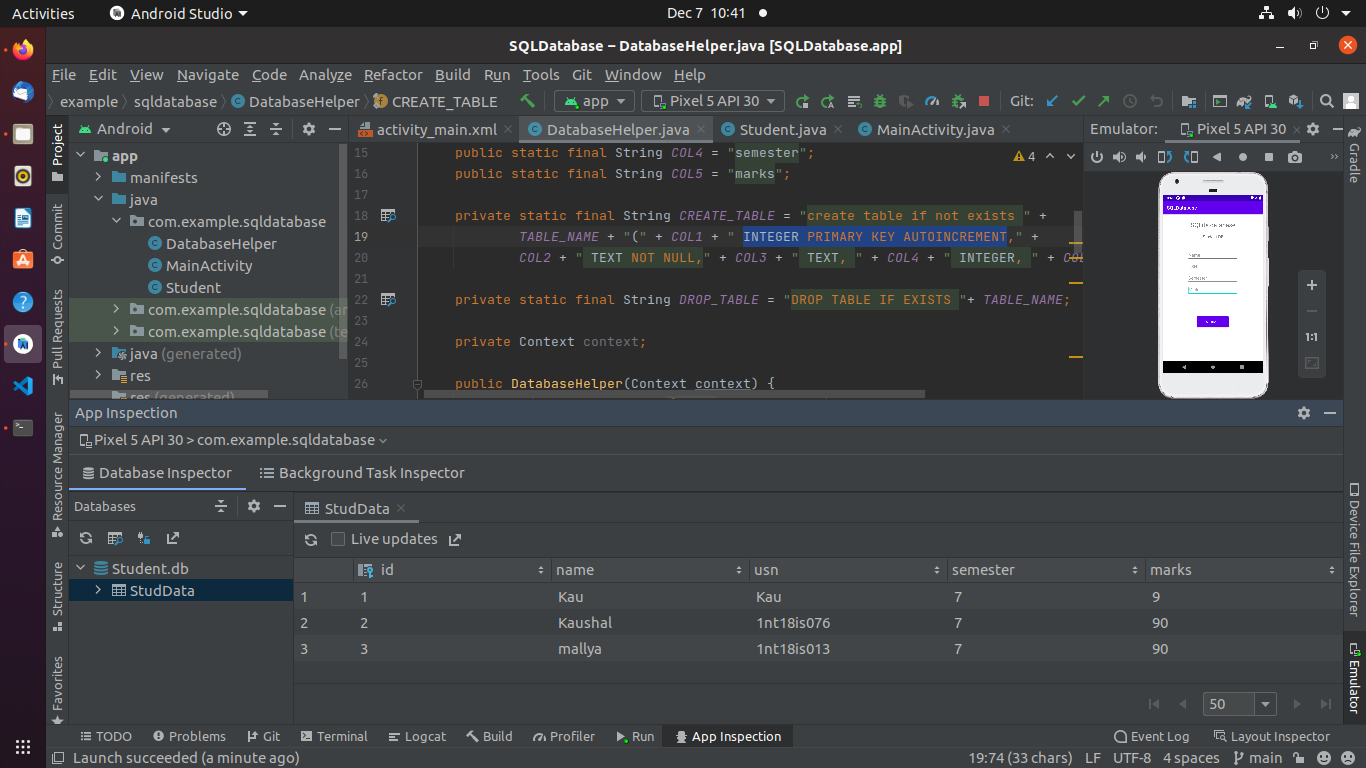 Activities Android Studio Dec 7 10:41
SQLDatabase – DatabaseHelper.java [SQLDatabase.app]
File Edit View Navigate Code Analyze Refactor Build Run Tools Git Window Help
example sqldatabase DatabaseHelper CREATE_TABLE app Pixel 5 API 30 Git:
Project
Commit
Pull Requests
Resource Manager
Structure
Favorites
Android
app
manifests
java
com.example.sqldatabase
DatabaseHelper
MainActivity
Student
com.example.sqldatabase (an
com.example.sqldatabase (te
java (generated)
res
res (generated)
activity_main.xml DatabaseHelper.java Student.java MainActivity.java
4
15 public static final String COL4 = "semester";
16 public static final String COL5 = "marks";
17
18 private static final String CREATE_TABLE = "create table if not exists " +
19 TABLE_NAME + "(" + COL1 + " INTEGER PRIMARY KEY AUTOINCREMENT," +
20 COL2 + " TEXT NOT NULL," + COL3 + " TEXT, " + COL4 + " INTEGER, " + COL
21
22 private static final String DROP_TABLE = "DROP TABLE IF EXISTS "+ TABLE_NAME;
23
24 private Context context;
25
26 public DatabaseHelper(Context context) {
Emulator: Pixel 5 API 30
1:1
Gradle
Device File Explorer
Emulator
App Inspection
Pixel 5 API 30 > com.example.sqldatabase
Database Inspector Background Task Inspector
Databases
Student.db
StudData
StudData
Live updates
id name usn semester marks
1 1 Kau Kau 7 9
2 2 Kaushal 1nt18is076 7 90
3 3 mallya 1nt18is013 7 90
50
TODO Problems Git Terminal Logcat Build Profiler Run App Inspection Event Log Layout Inspector
Launch succeeded (a minute ago) 19:74 (33 chars) LF UTF-8 4 spaces main